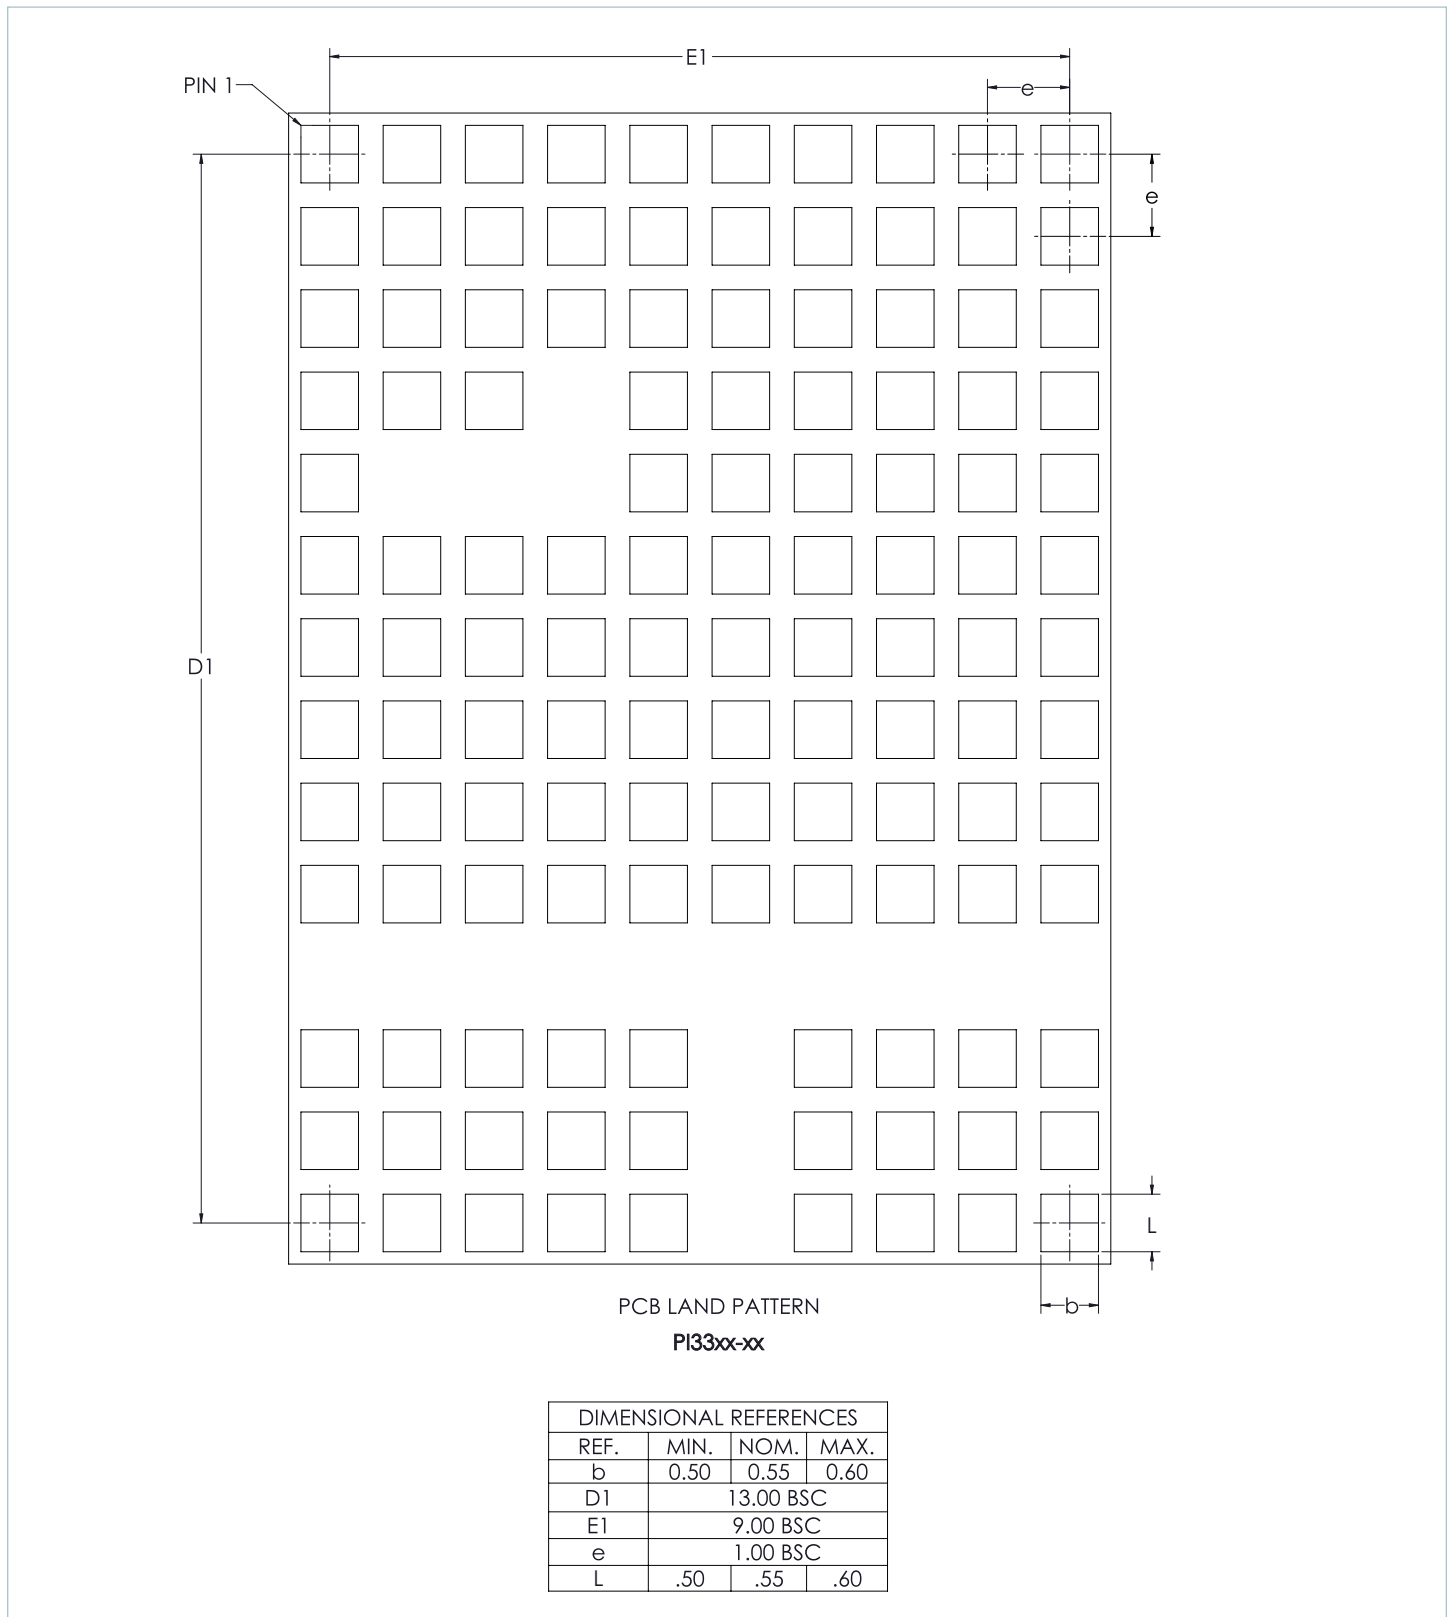 E1
PIN 1
e
e
D1
L
b
PCB LAND PATTERN
PI33xx-xx
DIMENSIONAL REFERENCES
REF. MIN. NOM. MAX.
b 0.50 0.55 0.60
D1 13.00 BSC
E1 9.00 BSC
e 1.00 BSC
L .50 .55 .60